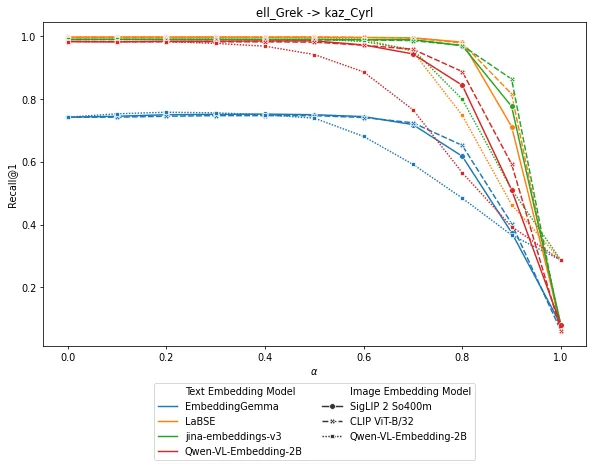 ell_Grek -> kaz_Cyrl
Recall@1
1.0
0.8
0.6
0.4
0.2
0.0 0.2 0.4 0.6 0.8 1.0
α
Text Embedding Model Image Embedding Model
EmbeddingGemma SigLIP 2 So400m
LaBSE CLIP ViT-B/32
jina-embeddings-v3 Qwen-VL-Embedding-2B
Qwen-VL-Embedding-2B